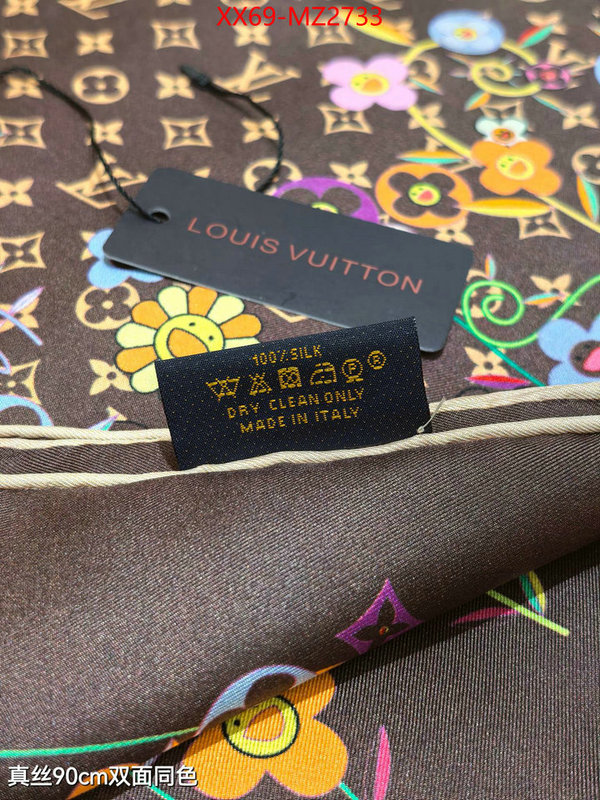 XX69-MZ2733
LOUIS VUITTON
100% SILK
DRY CLEAN ONLY
MADE IN ITALY
真丝90cm双面同色